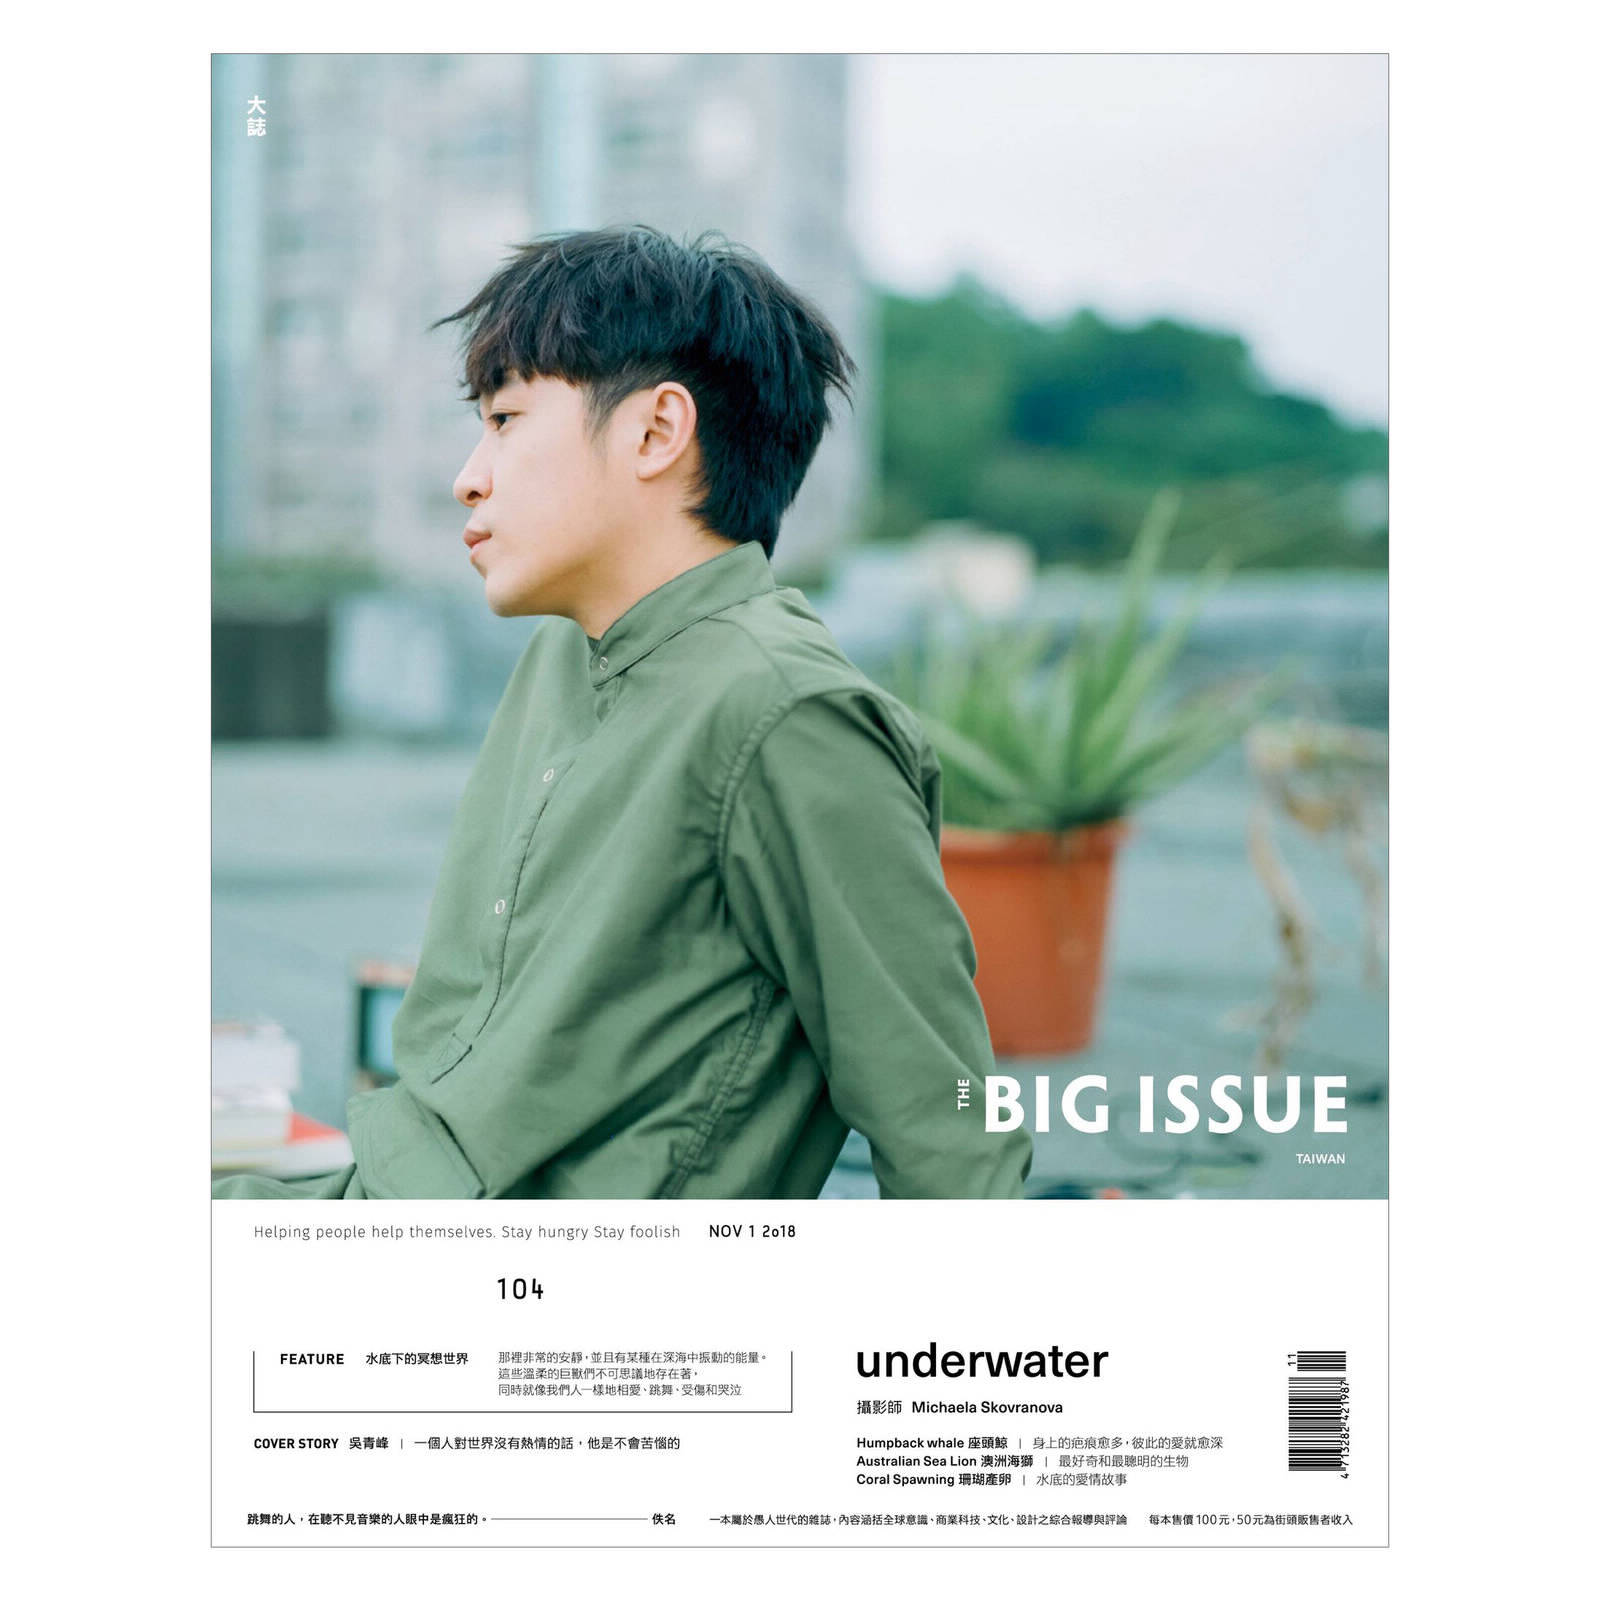 大誌
THE BIG ISSUE
TAIWAN
Helping people help themselves. Stay hungry Stay foolish NOV 1 2018
104
FEATURE 水底下的冥想世界
那裡非常的安靜,並且有某種在深海中振動的能量。
這些溫柔的巨獸們不可思議地存在著,
同時就像我們人一樣地相愛、跳舞、受傷和哭泣
COVER STORY 吳青峰 | 一個人對世界沒有熱情的話,他是不會苦惱的
underwater
攝影師 Michaela Skovranova
Humpback whale 座頭鯨 | 身上的疤痕愈多,彼此的愛就愈深
Australian Sea Lion 澳洲海獅 | 最好奇和最聰明的生物
Coral Spawning 珊瑚產卵 | 水底的愛情故事
11
4 713282 421987
跳舞的人,在聽不見音樂的人眼中是瘋狂的。 佚名
一本屬於愚人世代的雜誌,內容涵括全球意識、商業科技、文化、設計之綜合報導與評論 每本售價100元,50元為街頭販售者收入